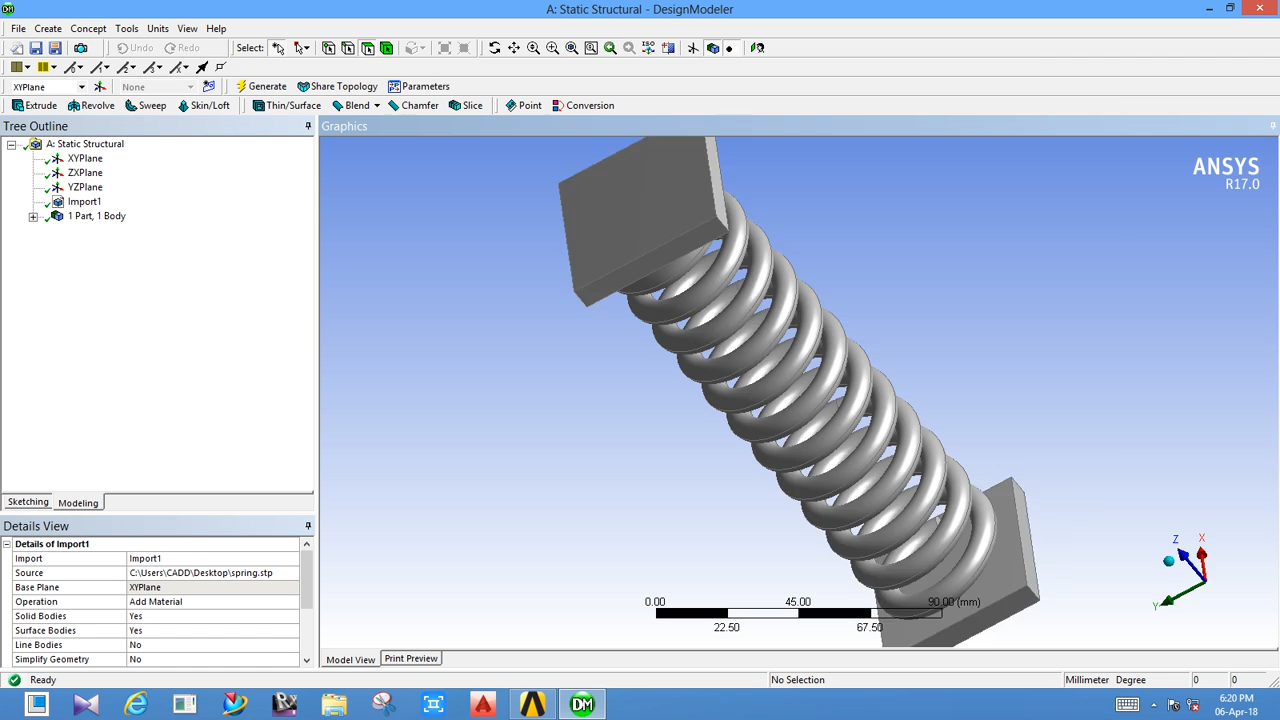 A: Static Structural - DesignModeler
File Create Concept Tools Units View Help
Undo Redo Select:
XYPlane None Generate Share Topology Parameters
Extrude Revolve Sweep Skin/Loft Thin/Surface Blend Chamfer Slice Point Conversion
Tree Outline
A: Static Structural
XYPlane
ZXPlane
YZPlane
Import1
1 Part, 1 Body
Sketching Modeling
Details View
Details of Import1
Import Import1
Source C:\Users\CADD\Desktop\spring.stp
Base Plane XYPlane
Operation Add Material
Solid Bodies Yes
Surface Bodies Yes
Line Bodies No
Simplify Geometry No
Graphics
ANSYS
R17.0
0.00 45.00 90.00 (mm)
22.50 67.50
Z X
Y
Model View Print Preview
Ready No Selection Millimeter Degree 0 0
DM
6:20 PM
06-Apr-18